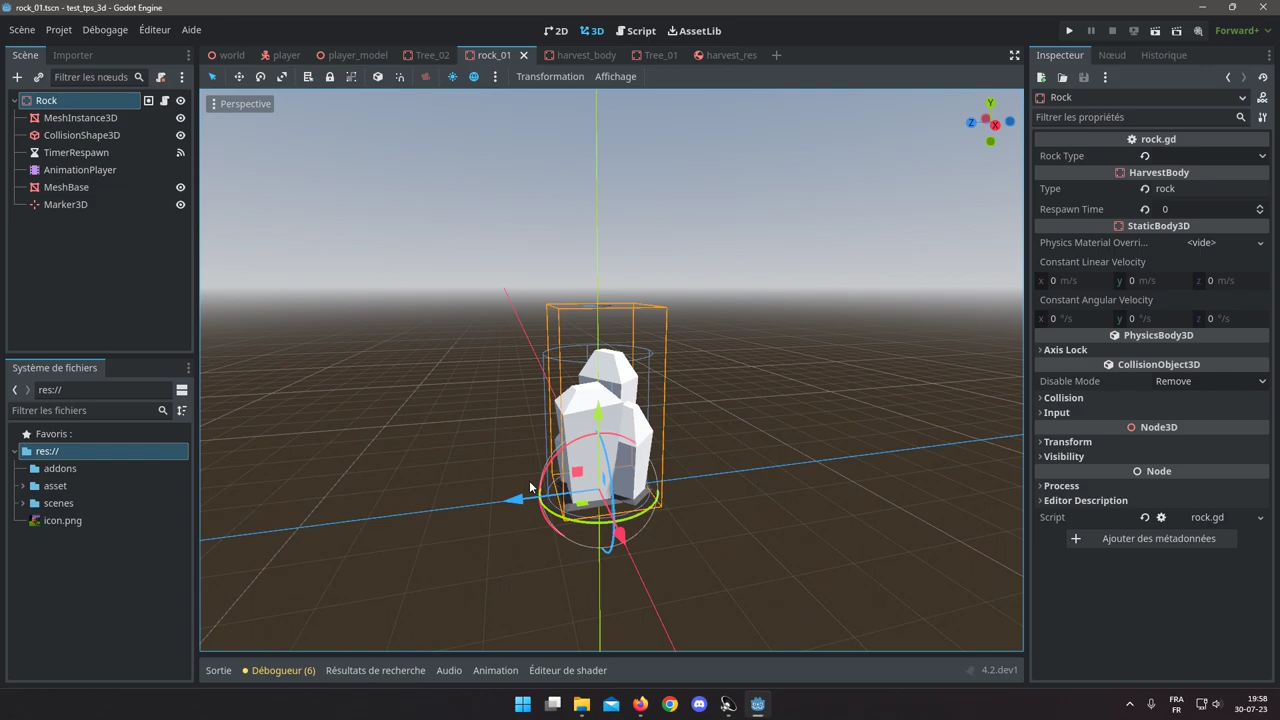 rock_01.tscn - test_tps_3d - Godot Engine
Scène Projet Débogage Éditeur Aide
2D 3D Script AssetLib
Forward+
Scène Importer
world player player_model Tree_02 rock_01 harvest_body Tree_01 harvest_res
Inspecteur Nœud Historique
Filtrer les nœuds
Transformation Affichage
Rock
MeshInstance3D
CollisionShape3D
TimerRespawn
AnimationPlayer
MeshBase
Marker3D
Perspective
Y
Z
X
Rock
Filtrer les propriétés
rock.gd
Rock Type
HarvestBody
Type rock
Respawn Time 0
StaticBody3D
Physics Material Overri... <vide>
Constant Linear Velocity
x 0 m/s y 0 m/s z 0 m/s
Constant Angular Velocity
x 0 °/s y 0 °/s z 0 °/s
PhysicsBody3D
Axis Lock
CollisionObject3D
Disable Mode Remove
Collision
Input
Node3D
Transform
Visibility
Node
Process
Editor Description
Script rock.gd
Ajouter des métadonnées
Système de fichiers
res://
Filtrer les fichiers
Favoris :
res://
addons
asset
scenes
icon.png
Sortie Débogueur (6) Résultats de recherche Audio Animation Éditeur de shader
4.2.dev1
FRA
FR
19:58
30-07-23